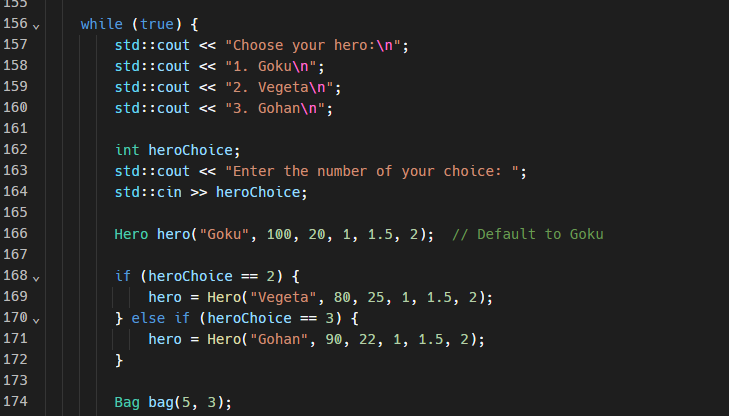 155
156 while (true) {
157 std::cout << "Choose your hero:\n";
158 std::cout << "1. Goku\n";
159 std::cout << "2. Vegeta\n";
160 std::cout << "3. Gohan\n";
161
162 int heroChoice;
163 std::cout << "Enter the number of your choice: ";
164 std::cin >> heroChoice;
165
166 Hero hero("Goku", 100, 20, 1, 1.5, 2);  // Default to Goku
167
168 if (heroChoice == 2) {
169 hero = Hero("Vegeta", 80, 25, 1, 1.5, 2);
170 } else if (heroChoice == 3) {
171 hero = Hero("Gohan", 90, 22, 1, 1.5, 2);
172 }
173
174 Bag bag(5, 3);